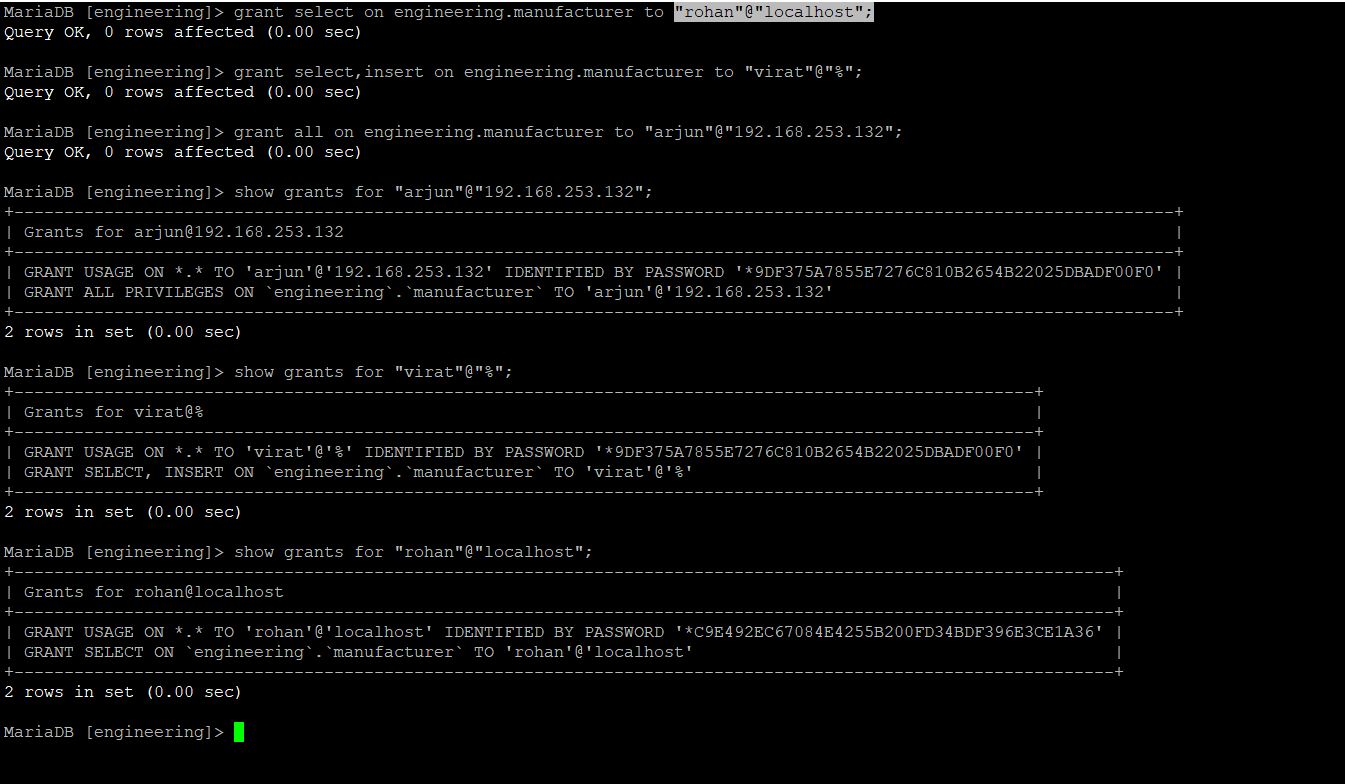 MariaDB [engineering]> grant select on engineering.manufacturer to "rohan"@"localhost";
Query OK, 0 rows affected (0.00 sec)
MariaDB [engineering]> grant select,insert on engineering.manufacturer to "virat"@"%";
Query OK, 0 rows affected (0.00 sec)
MariaDB [engineering]> grant all on engineering.manufacturer to "arjun"@"192.168.253.132";
Query OK, 0 rows affected (0.00 sec)
MariaDB [engineering]> show grants for "arjun"@"192.168.253.132";
| Grants for arjun@192.168.253.132 |
| GRANT USAGE ON *.* TO 'arjun'@'192.168.253.132' IDENTIFIED BY PASSWORD '*9DF375A7855E7276C810B2654B22025DBADF00F0' |
| GRANT ALL PRIVILEGES ON `engineering`.`manufacturer` TO 'arjun'@'192.168.253.132' |
2 rows in set (0.00 sec)
MariaDB [engineering]> show grants for "virat"@"%";
| Grants for virat@% |
| GRANT USAGE ON *.* TO 'virat'@'%' IDENTIFIED BY PASSWORD '*9DF375A7855E7276C810B2654B22025DBADF00F0' |
| GRANT SELECT, INSERT ON `engineering`.`manufacturer` TO 'virat'@'%' |
2 rows in set (0.00 sec)
MariaDB [engineering]> show grants for "rohan"@"localhost";
| Grants for rohan@localhost |
| GRANT USAGE ON *.* TO 'rohan'@'localhost' IDENTIFIED BY PASSWORD '*C9E492EC67084E4255B200FD34BDF396E3CE1A36' |
| GRANT SELECT ON `engineering`.`manufacturer` TO 'rohan'@'localhost' |
2 rows in set (0.00 sec)
MariaDB [engineering]>